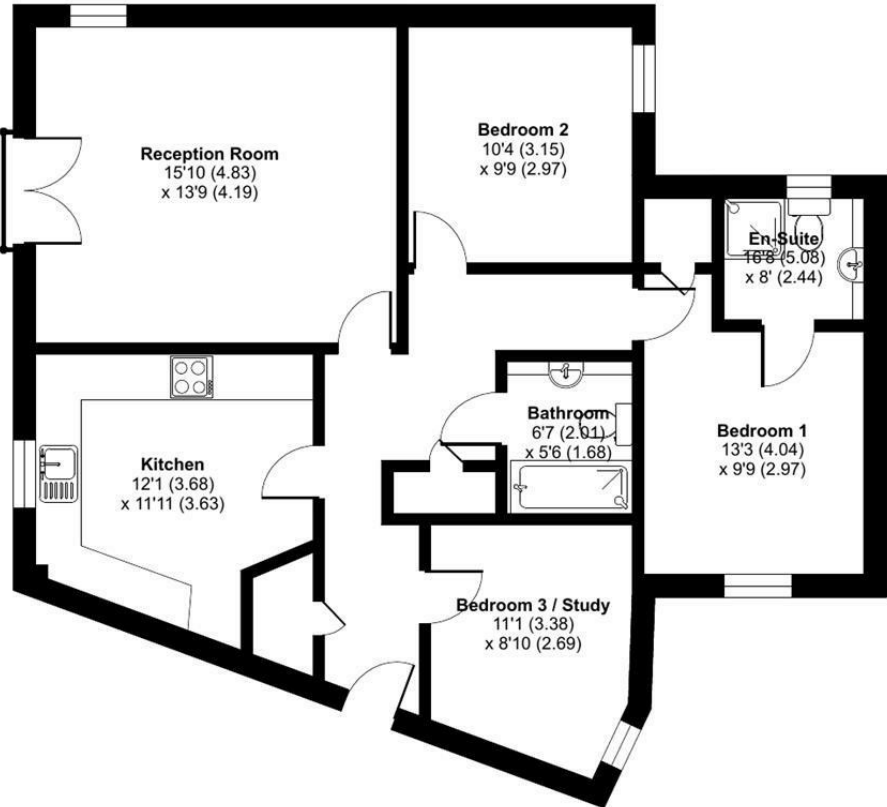 Reception Room
15'10 (4.83)
x 13'9 (4.19)
Bedroom 2
10'4 (3.15)
x 9'9 (2.97)
En-Suite
16'8 (5.08)
x 8' (2.44)
Kitchen
12'1 (3.68)
x 11'11 (3.63)
Bathroom
6'7 (2.01)
x 5'6 (1.68)
Bedroom 1
13'3 (4.04)
x 9'9 (2.97)
Bedroom 3 / Study
11'1 (3.38)
x 8'10 (2.69)